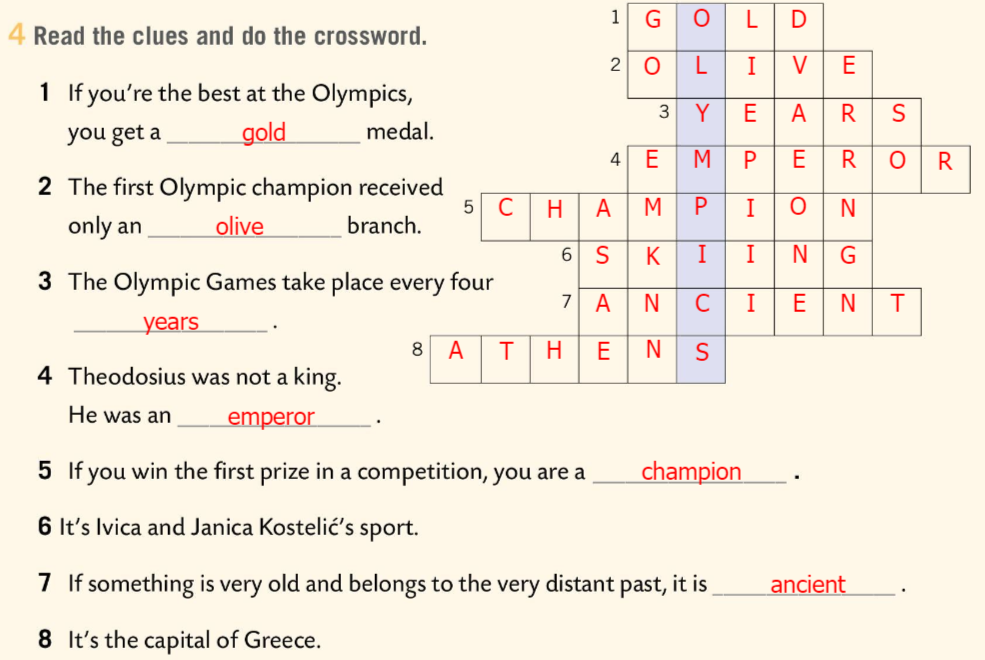 4 Read the clues and do the crossword.
1 If you're the best at the Olympics,
you get a gold medal.
2 The first Olympic champion received
only an olive branch.
3 The Olympic Games take place every four
years .
4 Theodosius was not a king.
He was an emperor .
5 If you win the first prize in a competition, you are a champion .
6 It's Ivica and Janica Kostelić's sport.
7 If something is very old and belongs to the very distant past, it is ancient .
8 It's the capital of Greece.
1 G O L D
2 O L I V E
3 Y E A R S
4 E M P E R O R
5 C H A M P I O N
6 S K I I N G
7 A N C I E N T
8 A T H E N S